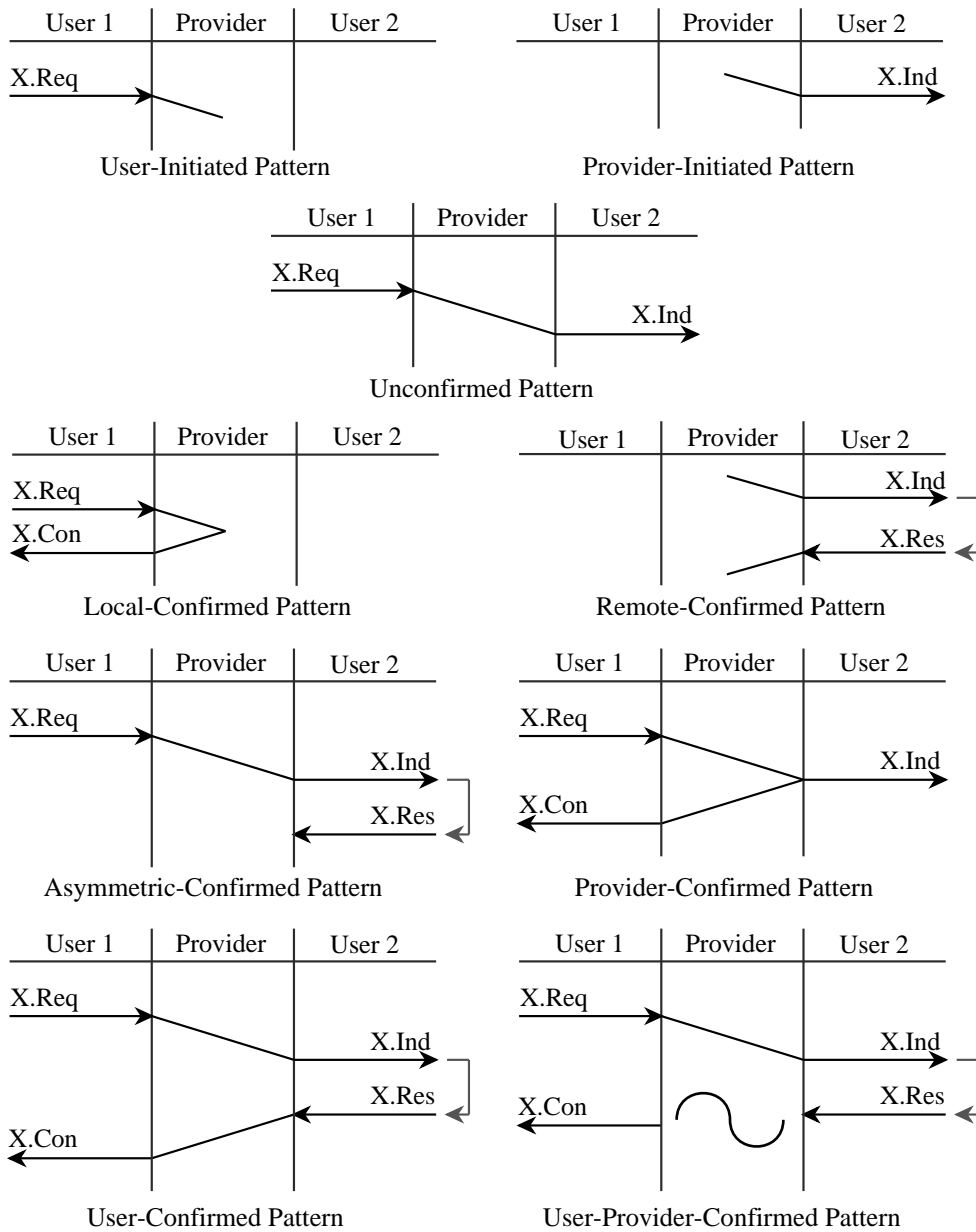 User 1 Provider User 2
X.Req
User-Initiated Pattern
User 1 Provider User 2
X.Ind
Provider-Initiated Pattern
User 1 Provider User 2
X.Req
X.Ind
Unconfirmed Pattern
User 1 Provider User 2
X.Req
X.Con
Local-Confirmed Pattern
User 1 Provider User 2
X.Ind
X.Res
Remote-Confirmed Pattern
User 1 Provider User 2
X.Req
X.Ind
X.Res
Asymmetric-Confirmed Pattern
User 1 Provider User 2
X.Req
X.Ind
X.Con
Provider-Confirmed Pattern
User 1 Provider User 2
X.Req
X.Ind
X.Res
X.Con
User-Confirmed Pattern
User 1 Provider User 2
X.Req
X.Ind
X.Res
X.Con
User-Provider-Confirmed Pattern